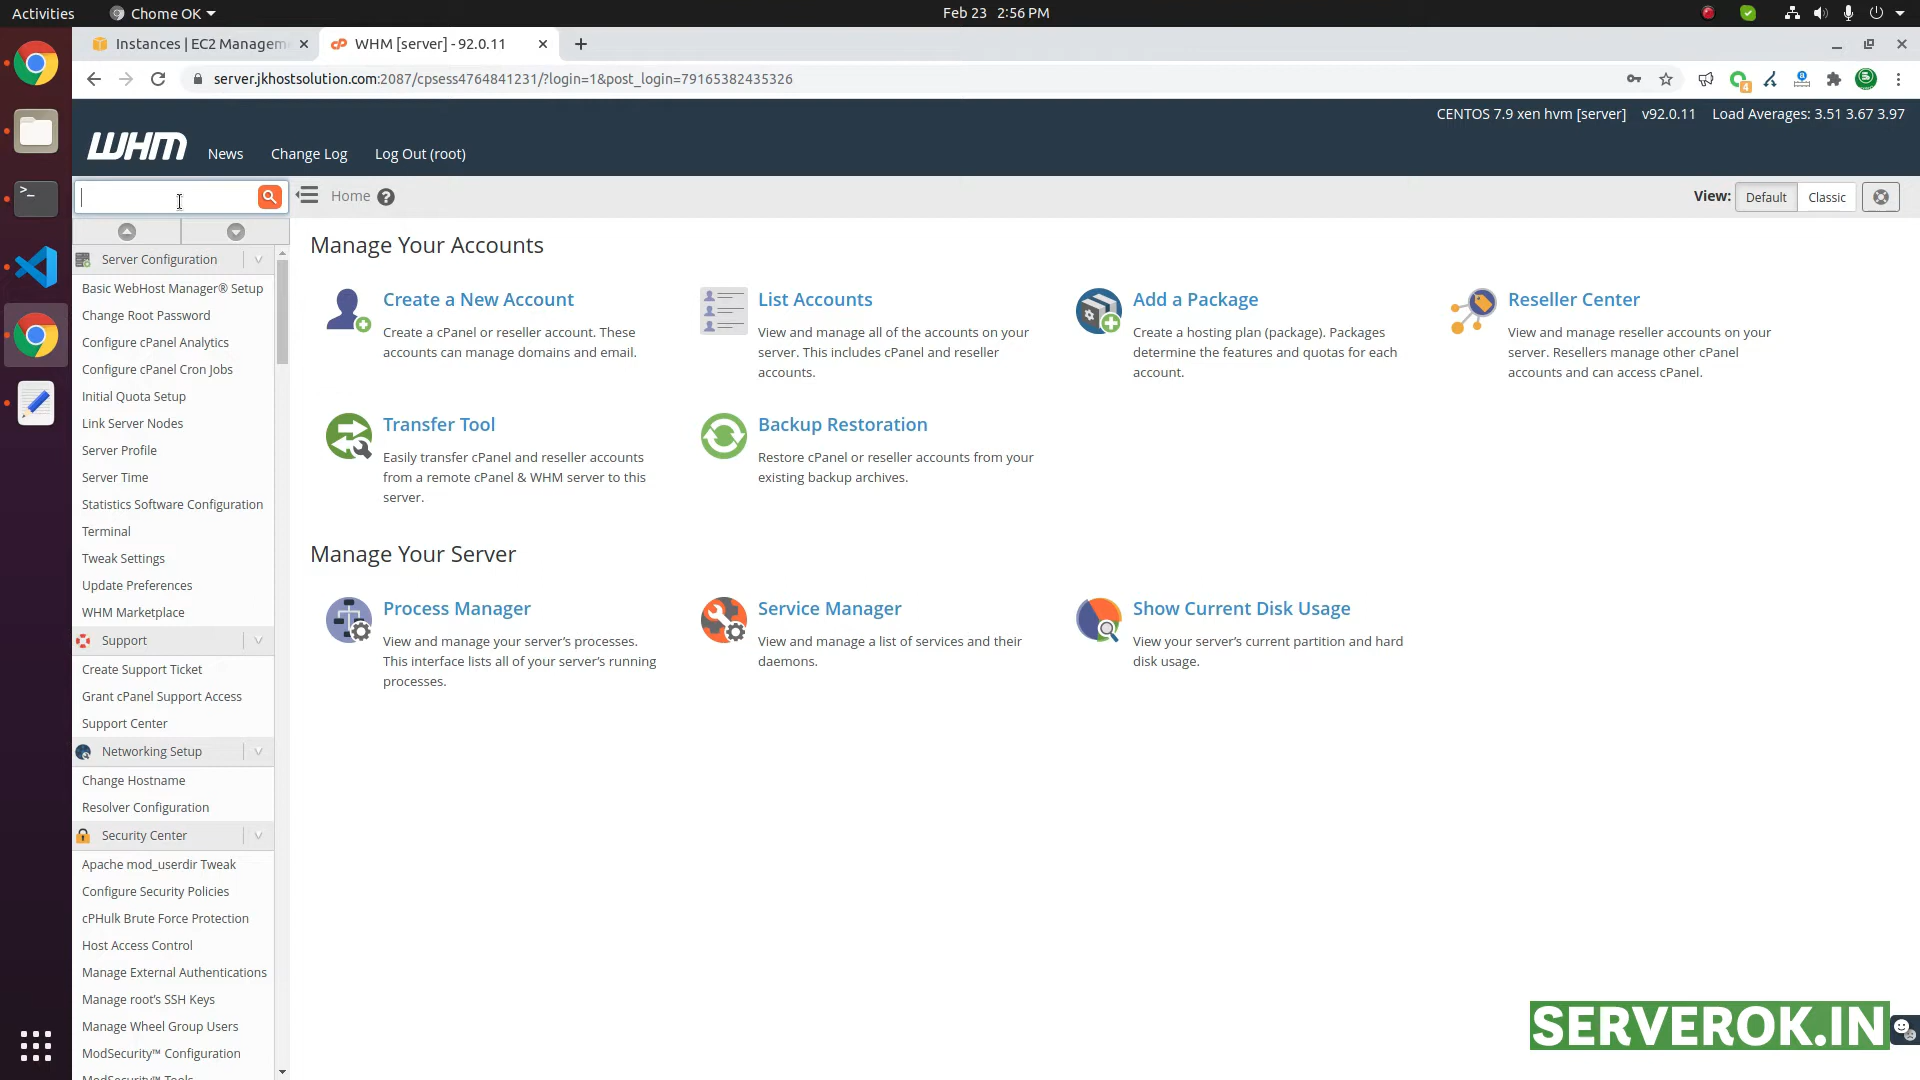 Activities
Chome OK
Feb 23 2:56 PM
Instances | EC2 Managem
WHM [server] - 92.0.11
server.jkhostsolution.com:2087/cpsess4764841231/?login=1&post_login=79165382435326
4
CENTOS 7.9 xen hvm [server] v92.0.11 Load Averages: 3.51 3.67 3.97
WHM
News
Change Log
Log Out (root)
Home
View:
Default
Classic
Server Configuration
Basic WebHost Manager® Setup
Change Root Password
Configure cPanel Analytics
Configure cPanel Cron Jobs
Initial Quota Setup
Link Server Nodes
Server Profile
Server Time
Statistics Software Configuration
Terminal
Tweak Settings
Update Preferences
WHM Marketplace
Support
Create Support Ticket
Grant cPanel Support Access
Support Center
Networking Setup
Change Hostname
Resolver Configuration
Security Center
Apache mod_userdir Tweak
Configure Security Policies
cPHulk Brute Force Protection
Host Access Control
Manage External Authentications
Manage root's SSH Keys
Manage Wheel Group Users
ModSecurity™ Configuration
ModSecurity™ Tools
Manage Your Accounts
Create a New Account
Create a cPanel or reseller account. These
accounts can manage domains and email.
List Accounts
View and manage all of the accounts on your
server. This includes cPanel and reseller
accounts.
Add a Package
Create a hosting plan (package). Packages
determine the features and quotas for each
account.
Reseller Center
View and manage reseller accounts on your
server. Resellers manage other cPanel
accounts and can access cPanel.
Transfer Tool
Easily transfer cPanel and reseller accounts
from a remote cPanel & WHM server to this
server.
Backup Restoration
Restore cPanel or reseller accounts from your
existing backup archives.
Manage Your Server
Process Manager
View and manage your server's processes.
This interface lists all of your server's running
processes.
Service Manager
View and manage a list of services and their
daemons.
Show Current Disk Usage
View your server's current partition and hard
disk usage.
SERVEROK.IN